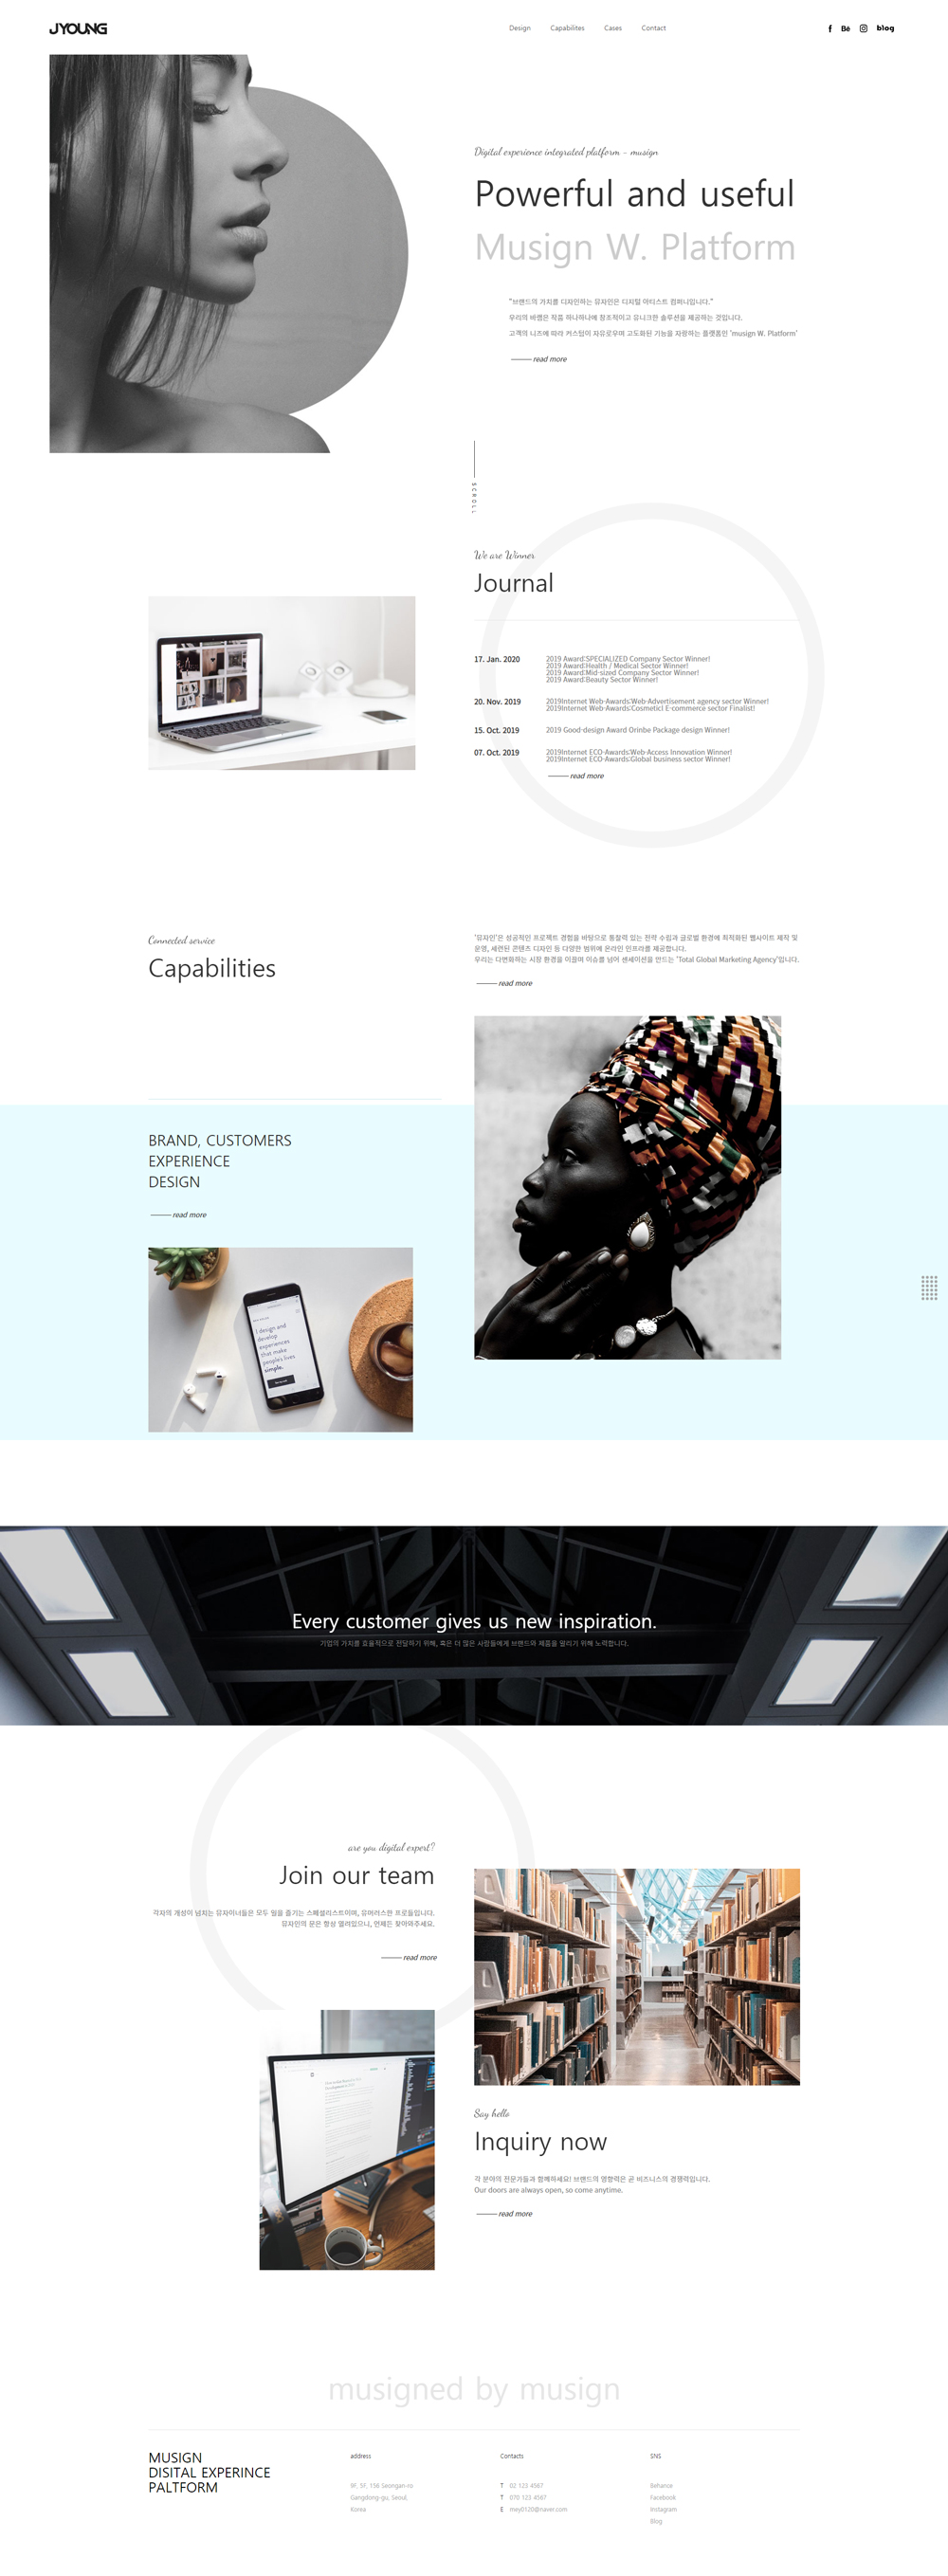 JYOUNG
Design Capabilites Cases Contact
f Bē blog
Digital experience integrated platform - musign
Powerful and useful
Musign W. Platform
"브랜드의 가치를 디자인하는 뮤자인은 디지털 아티스트 컴퍼니입니다."
우리의 바램은 작품 하나하나에 창조적이고 유니크한 솔루션을 제공하는 것입니다.
고객의 니즈에 따라 커스텀이 자유로우며 고도화된 기능을 자랑하는 플랫폼인 'musign W. Platform'
read more
SCROLL
We are Winner
Journal
17. Jan. 2020
2019 Award:SPECIALIZED Company Sector Winner!
2019 Award:Health / Medical Sector Winner!
2019 Award:Mid-sized Company Sector Winner!
2019 Award:Beauty Sector Winner!
20. Nov. 2019
2019Internet Web-Awards:Web-Advertisement agency sector Winner!
2019Internet Web-Awards:Cosmeticl E-commerce sector Finalist!
15. Oct. 2019
2019 Good-design Award Orinbe Package design Winner!
07. Oct. 2019
2019Internet ECO-Awards:Web-Access Innovation Winner!
2019Internet ECO-Awards:Global business sector Winner!
read more
Connected service
Capabilities
'뮤자인'은 성공적인 프로젝트 경험을 바탕으로 통찰력 있는 전략 수립과 글로벌 환경에 최적화된 웹사이트 제작 및
운영, 세련된 콘텐츠 디자인 등 다양한 범위에 온라인 인프라를 제공합니다.
우리는 다변화하는 시장 환경을 이끌며 이슈를 넘어 센세이션을 만드는 'Total Global Marketing Agency'입니다.
read more
BRAND, CUSTOMERS
EXPERIENCE
DESIGN
read more
I design and
develop
experiences
that make
people's lives
simple.
Every customer gives us new inspiration.
기업의 가치를 효율적으로 전달하기 위해, 혹은 더 많은 사람들에게 브랜드와 제품을 알리기 위해 노력합니다.
are you digital expert?
Join our team
각자의 개성이 넘치는 뮤자이너들은 모두 일을 즐기는 스페셜리스트이며, 유머러스한 프로들입니다.
뮤자인의 문은 항상 열려있으니, 언제든 찾아와주세요.
read more
Say hello
Inquiry now
각 분야의 전문가들과 함께하세요! 브랜드의 영향력은 곧 비즈니스의 경쟁력입니다.
Our doors are always open, so come anytime.
read more
musigned by musign
MUSIGN
DISITAL EXPERINCE
PALTFORM
address
9F, 5F, 156 Seongan-ro
Gangdong-gu, Seoul,
Korea
Contacts
T 02 123 4567
T 070 123 4567
E mey0120@naver.com
SNS
Behanse
Facebook
Instagram
Blog